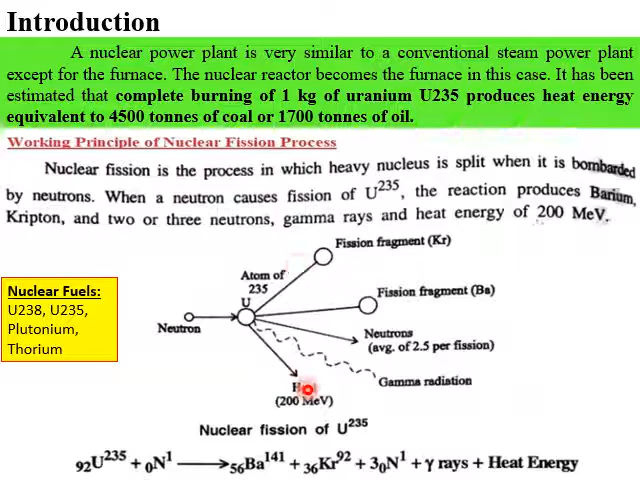 Introduction
A nuclear power plant is very similar to a conventional steam power plant
except for the furnace. The nuclear reactor becomes the furnace in this case. It has been
estimated that complete burning of 1 kg of uranium U235 produces heat energy
equivalent to 4500 tonnes of coal or 1700 tonnes of oil.
Working Principle of Nuclear Fission Process
Nuclear fission is the process in which heavy nucleus is split when it is bombarded
by neutrons. When a neutron causes fission of U²³⁵, the reaction produces Barium,
Kripton, and two or three neutrons, gamma rays and heat energy of 200 MeV.
Nuclear Fuels:
U238, U235,
Plutonium,
Thorium
Fission fragment (Kr)
Atom of
235
U
Fission fragment (Ba)
Neutron
Neutrons
(avg. of 2.5 per fission)
Gamma radiation
(200 MeV)
Nuclear fission of U²³⁵
₉₂U²³⁵ + ₀N¹ ⟶ ₅₆Ba¹⁴¹ + ₃₆Kr⁹² + 3₀N¹ + γ rays + Heat Energy